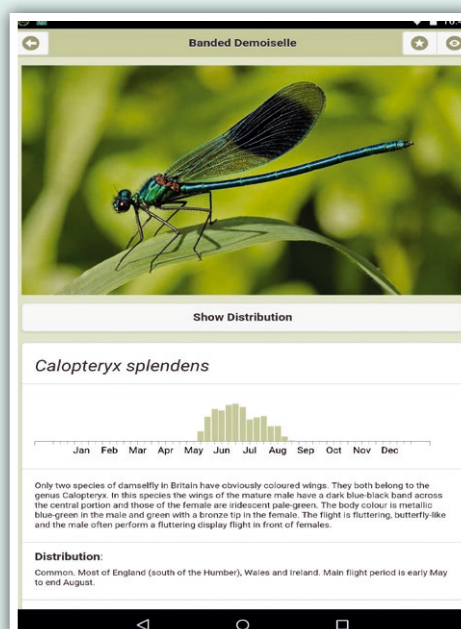 Banded Demoiselle
Show Distribution
Calopteryx splendens
Jan Feb Mar Apr May Jun Jul Aug Sep Oct Nov Dec
Only two species of damselfly in Britain have obviously coloured wings. They both belong to the
genus Calopteryx. In this species the wings of the mature male have a dark blue-black band across
the central portion and those of the female are iridescent pale-green. The body colour is metallic
blue-green in the male and green with a bronze tip in the female. The flight is fluttering, butterfly-like
and the male often perform a fluttering display flight in front of females.
Distribution:
Common. Most of England (south of the Humber), Wales and Ireland. Main flight period is early May
to end August.